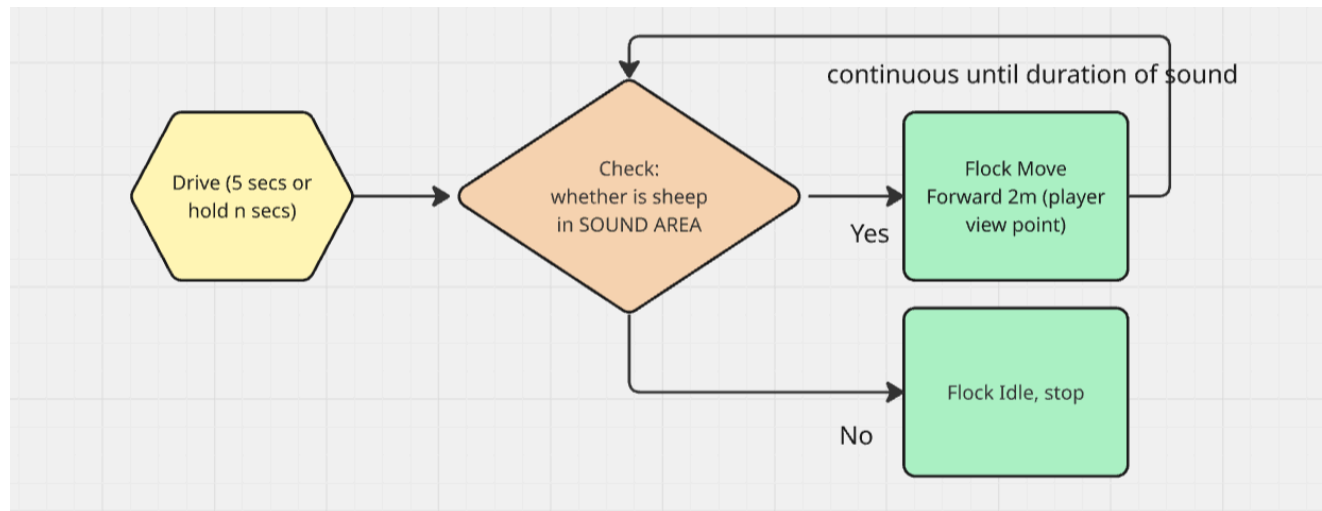 continuous until duration of sound
Drive (5 secs or
hold n secs)
Check:
whether is sheep
in SOUND AREA
Yes
Flock Move
Forward 2m (player
view point)
No
Flock Idle, stop